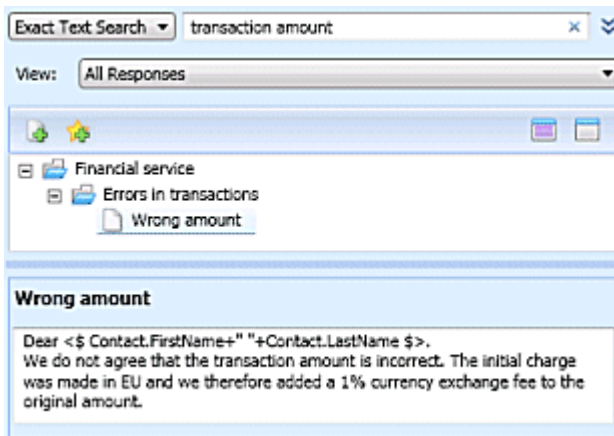 Exact Text Search transaction amount
View: All Responses
Financial service
Errors in transactions
Wrong amount
Wrong amount
Dear <$ Contact.FirstName+" "+Contact.LastName $>.
We do not agree that the transaction amount is incorrect. The initial charge
was made in EU and we therefore added a 1% currency exchange fee to the
original amount.